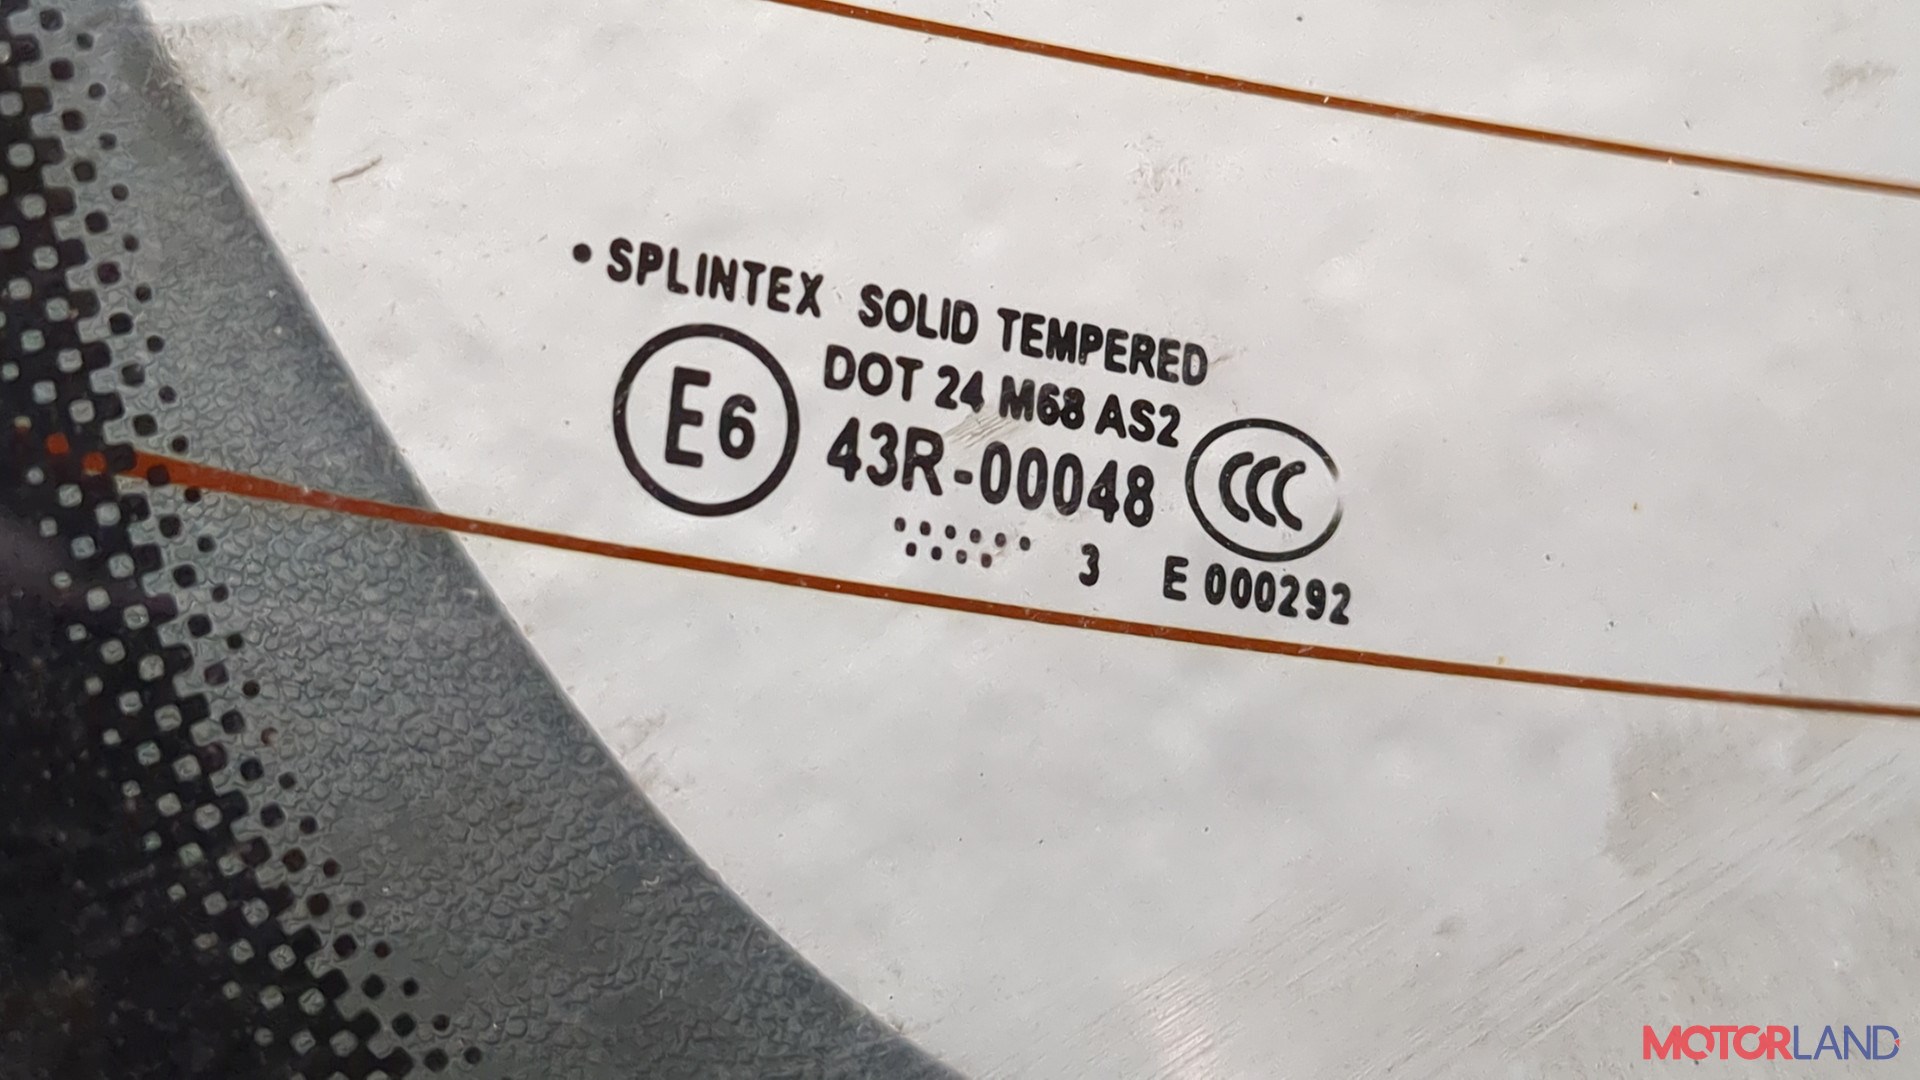 • SPLINTEX SOLID TEMPERED
E6
DOT 24 M68 AS2
43R-00048
CCC
3 E 000292
MOTORLAND